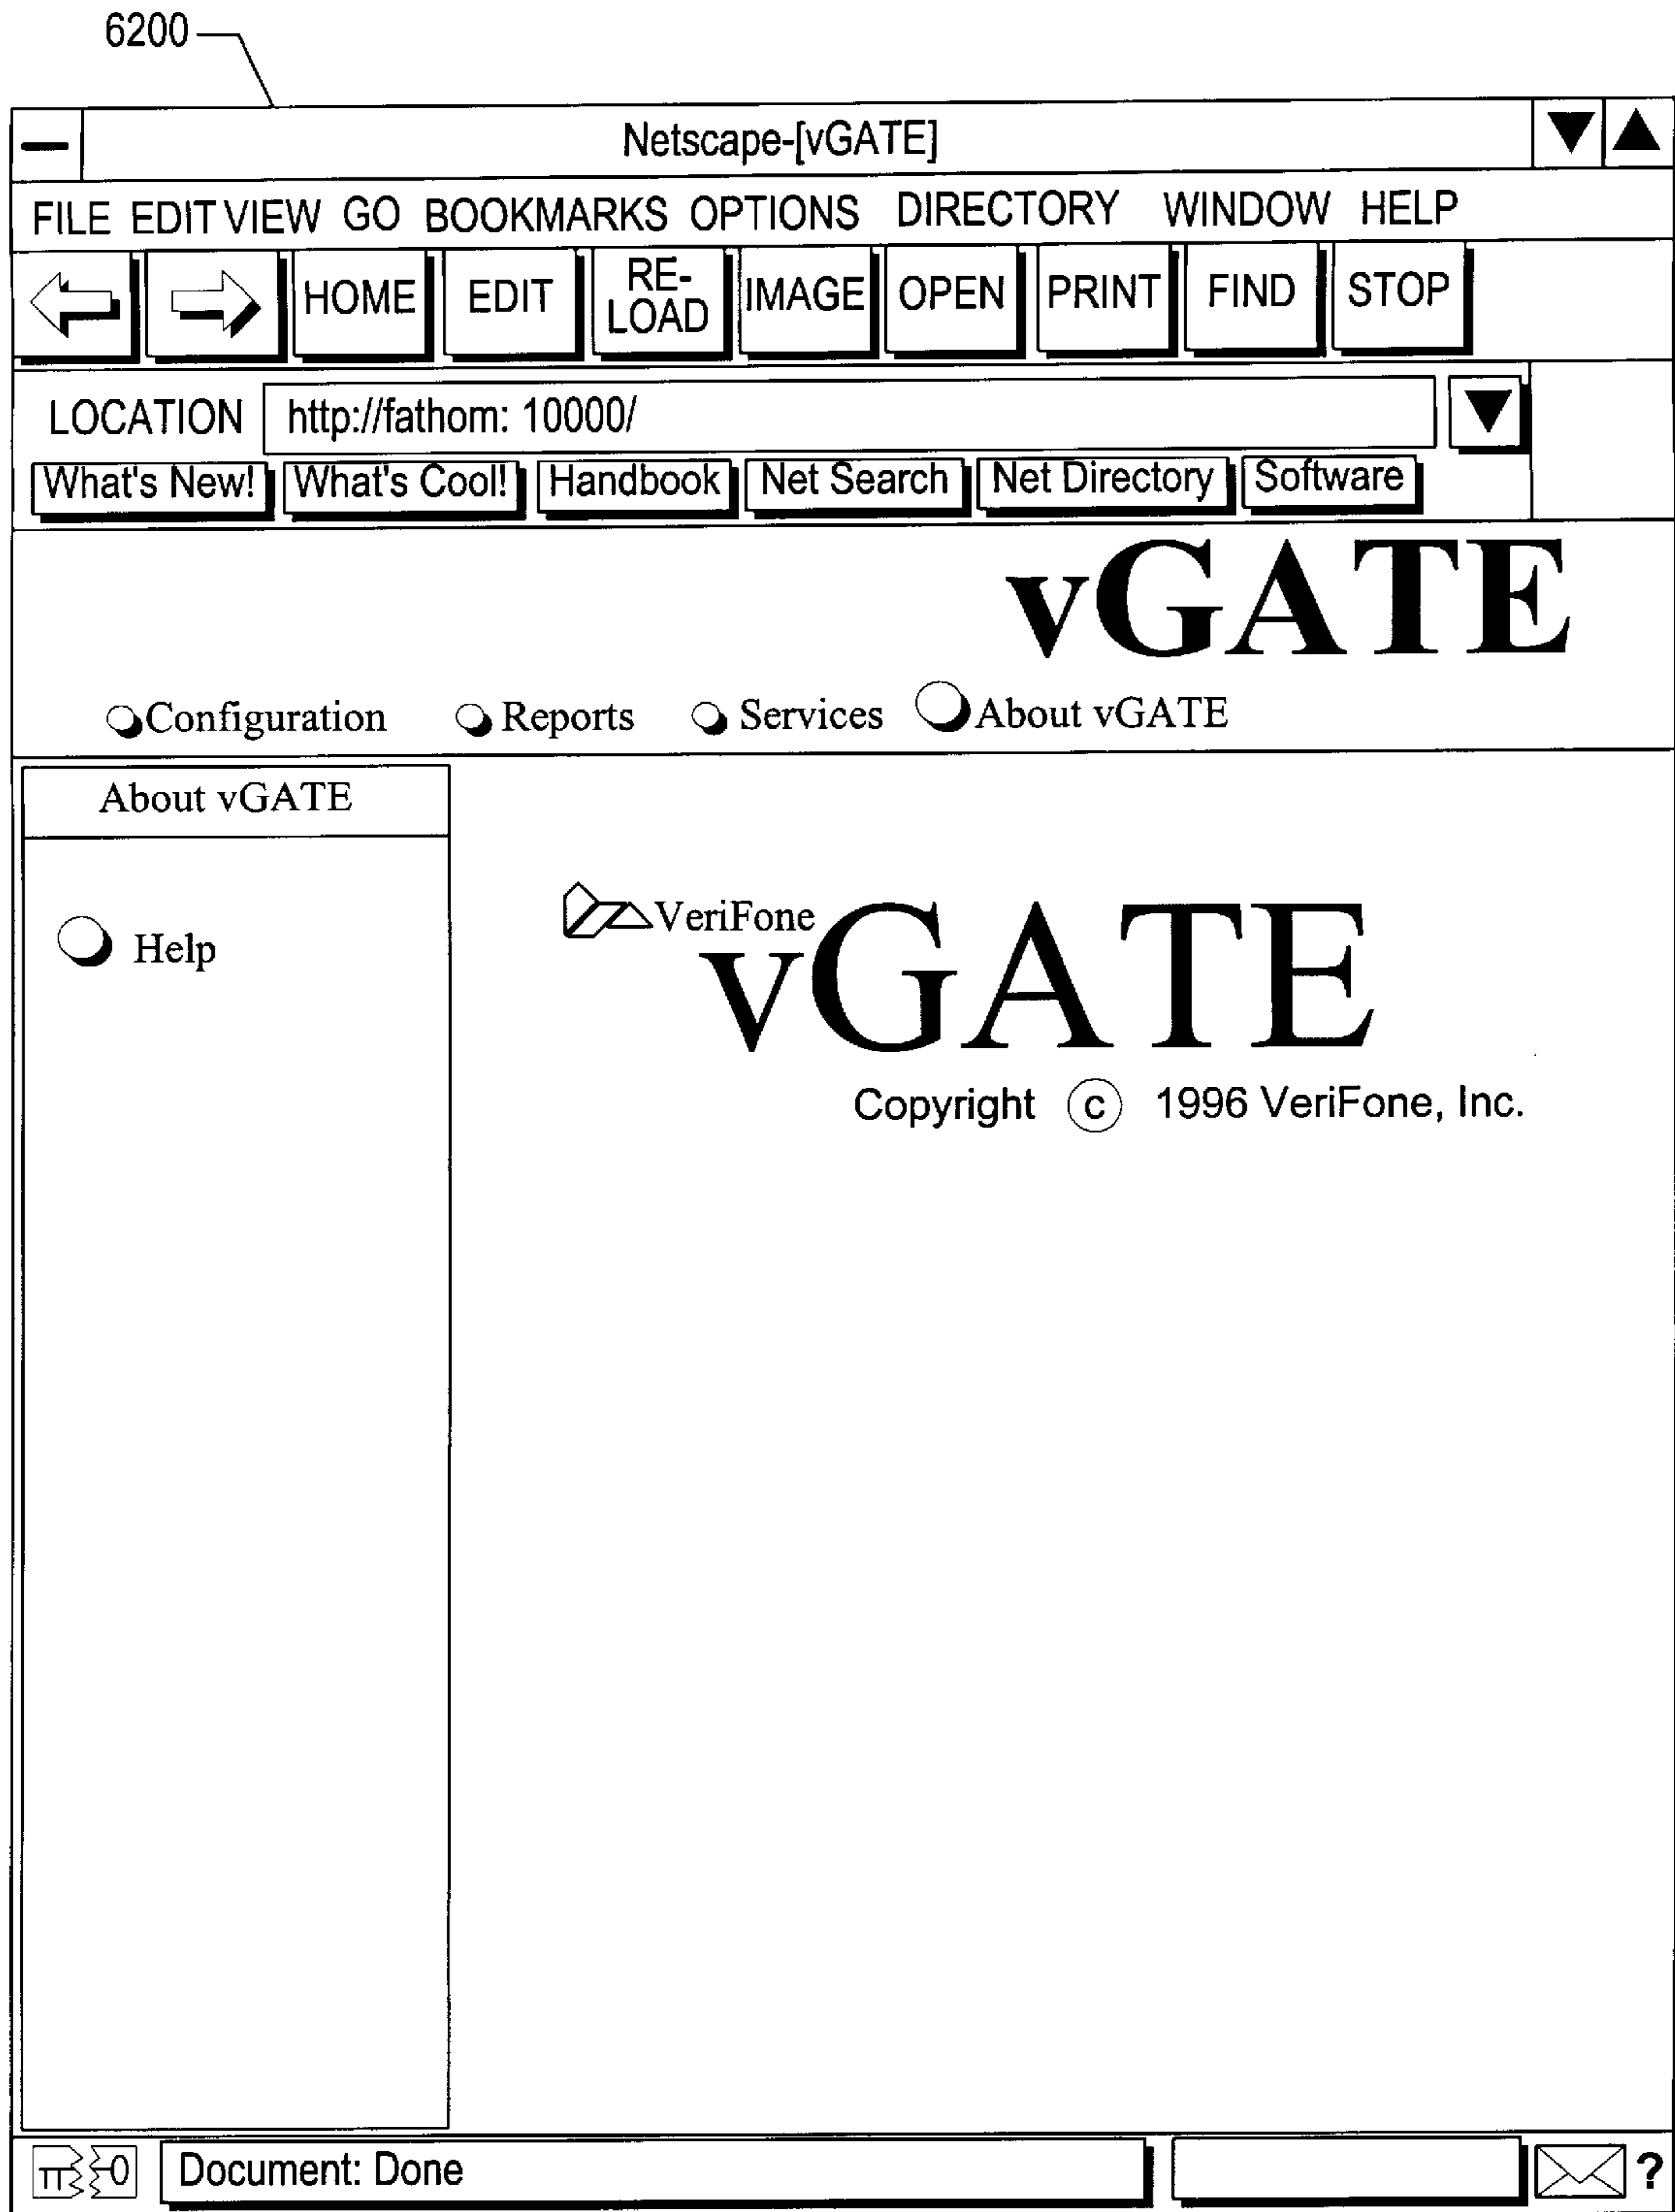 6200
Netscape-[vGATE]
FILE EDIT VIEW GO BOOKMARKS OPTIONS DIRECTORY WINDOW HELP
HOME EDIT RE-LOAD IMAGE OPEN PRINT FIND STOP
LOCATION http://fathom: 10000/
What's New! What's Cool! Handbook Net Search Net Directory Software
vGATE
Configuration Reports Services About vGATE
About vGATE
Help
VeriFone
vGATE
Copyright © 1996 VeriFone, Inc.
Document: Done ?